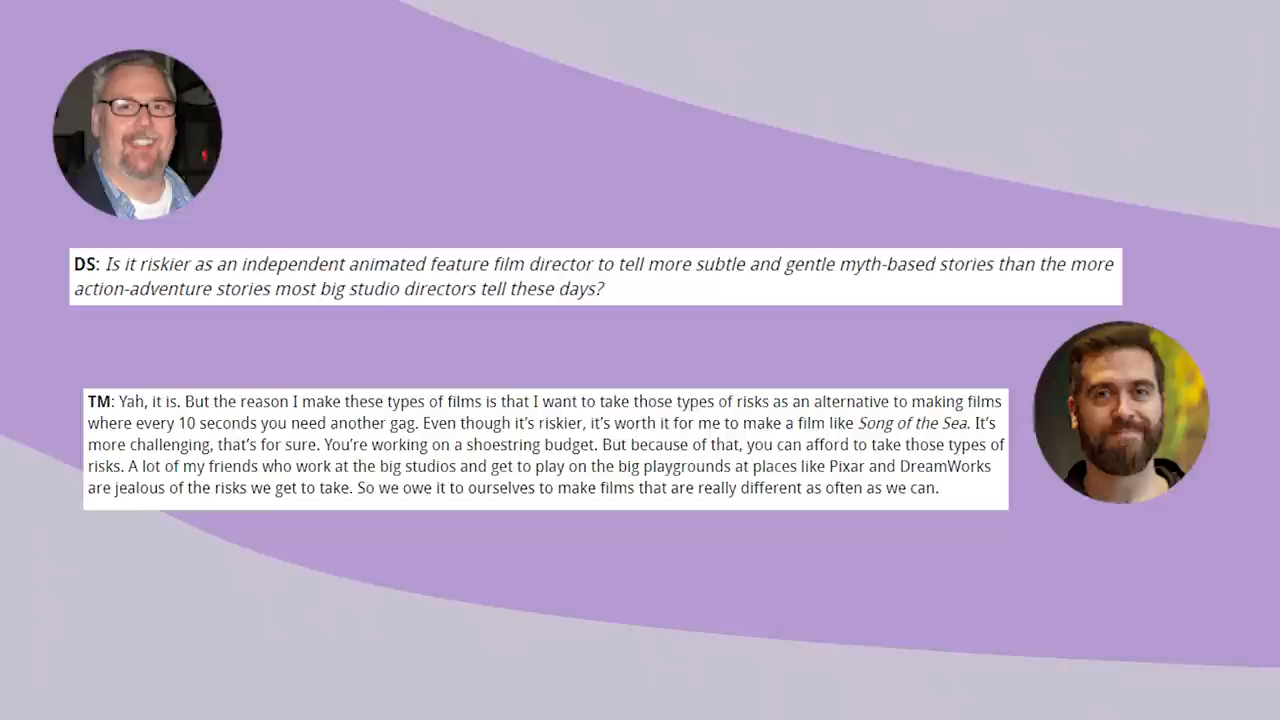 DS: Is it riskier as an independent animated feature film director to tell more subtle and gentle myth-based stories than the more
action-adventure stories most big studio directors tell these days?
TM: Yah, it is. But the reason I make these types of films is that I want to take those types of risks as an alternative to making films
where every 10 seconds you need another gag. Even though it’s riskier, it’s worth it for me to make a film like Song of the Sea. It’s
more challenging, that’s for sure. You’re working on a shoestring budget. But because of that, you can afford to take those types of
risks. A lot of my friends who work at the big studios and get to play on the big playgrounds at places like Pixar and DreamWorks
are jealous of the risks we get to take. So we owe it to ourselves to make films that are really different as often as we can.